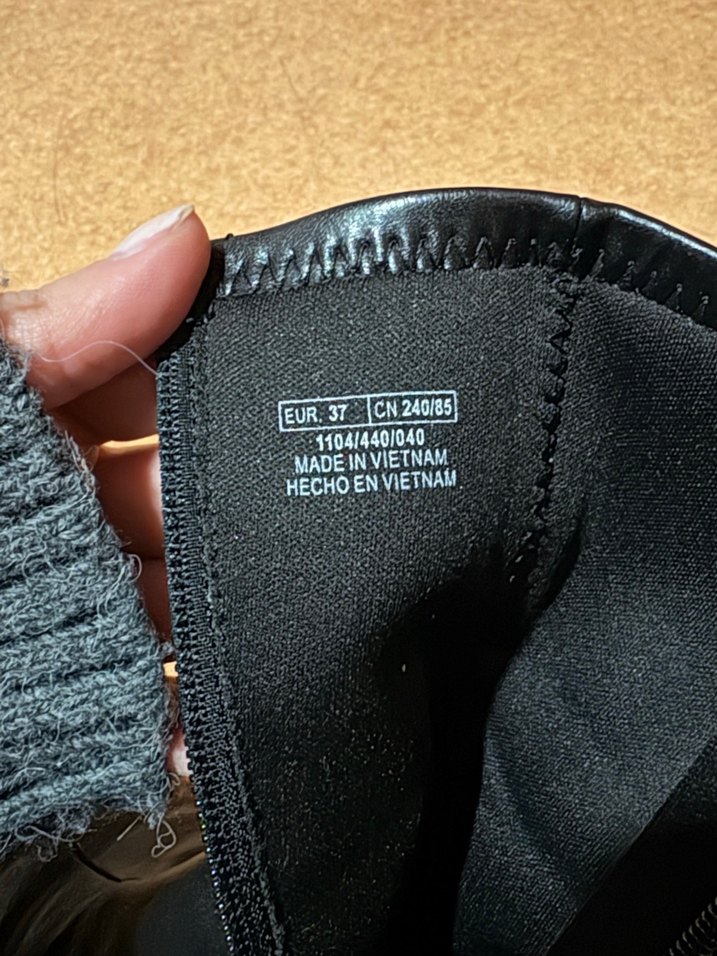 EUR. 37 CN 240/85
1104/440/040
MADE IN VIETNAM
HECHO EN VIETNAM